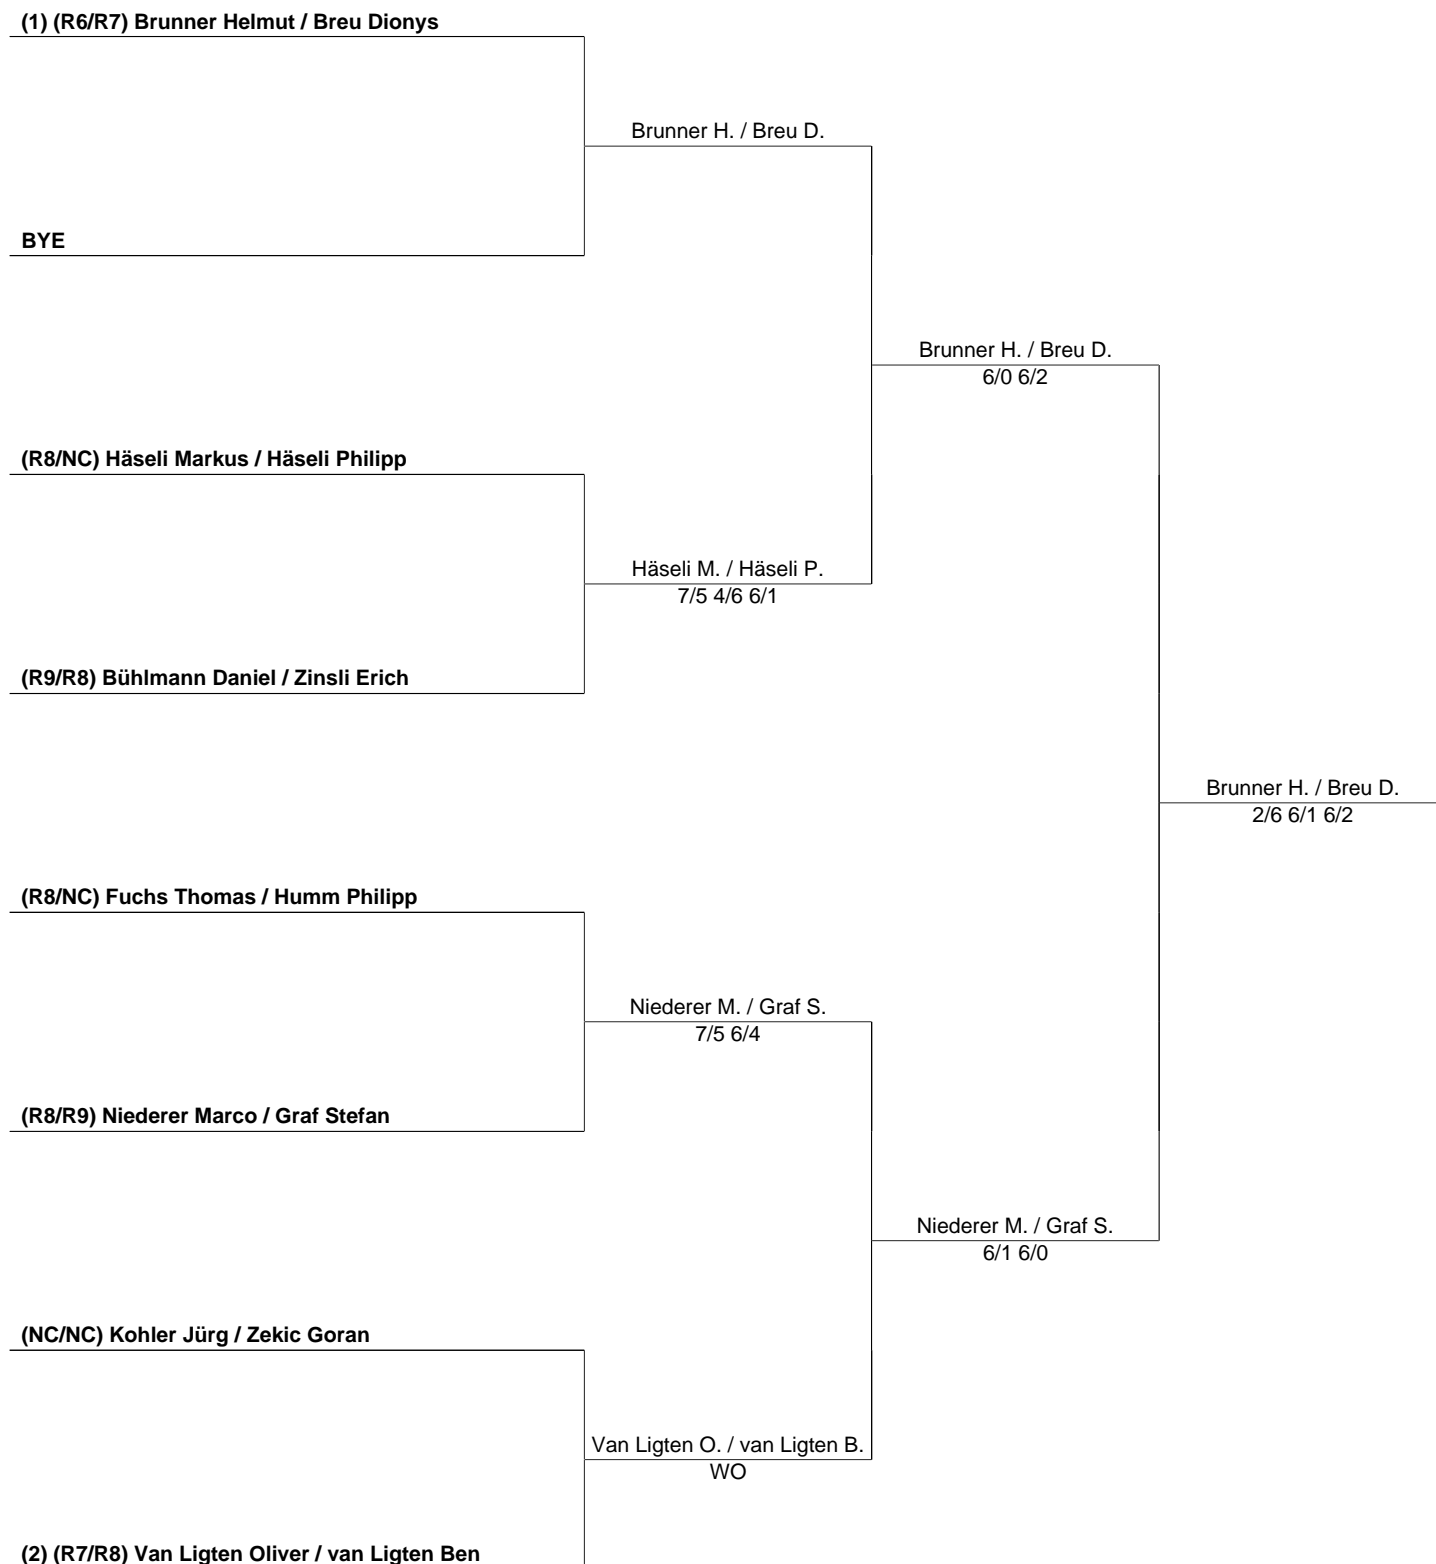 (1) (R6/R7) Brunner Helmut / Breu Dionys
Brunner H. / Breu D.
BYE
Brunner H. / Breu D.
6/0 6/2
(R8/NC) Häseli Markus / Häseli Philipp
Häseli M. / Häseli P.
7/5 4/6 6/1
(R9/R8) Bühlmann Daniel / Zinsli Erich
Brunner H. / Breu D.
2/6 6/1 6/2
(R8/NC) Fuchs Thomas / Humm Philipp
Niederer M. / Graf S.
7/5 6/4
(R8/R9) Niederer Marco / Graf Stefan
Niederer M. / Graf S.
6/1 6/0
(NC/NC) Kohler Jürg / Zekic Goran
Van Ligten O. / van Ligten B.
WO
(2) (R7/R8) Van Ligten Oliver / van Ligten Ben